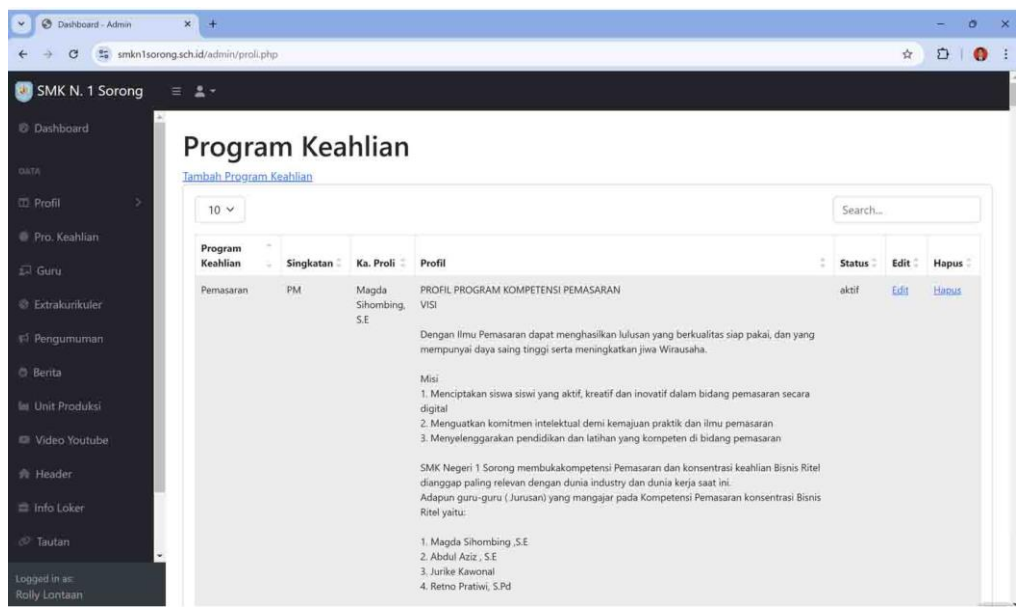 Dashboard - Admin
smkn1sorong.sch.id/admin/proli.php
SMK N. 1 Sorong
Dashboard
DATA
Profil
Pro. Keahlian
Guru
Extrakurikuler
Pengumuman
Berita
Unit Produksi
Video Youtube
Header
Info Loker
Tautan
Logged in as:
Rolly Lontaan
Program Keahlian
Tambah Program Keahlian
10
Search...
Program Keahlian Singkatan Ka. Proli Profil Status Edit Hapus
Pemasaran PM Magda Sihombing, S.E
PROFIL PROGRAM KOMPETENSI PEMASARAN
VISI
Dengan Ilmu Pemasaran dapat menghasilkan lulusan yang berkualitas siap pakai, dan yang
mempunyai daya saing tinggi serta meningkatkan jiwa Wirausaha.
Misi
1. Menciptakan siswa siswi yang aktif, kreatif dan inovatif dalam bidang pemasaran secara
digital
2. Menguatkan komitmen intelektual demi kemajuan praktik dan ilmu pemasaran
3. Menyelenggarakan pendidikan dan latihan yang kompeten di bidang pemasaran
SMK Negeri 1 Sorong membukakompetensi Pemasaran dan konsentrasi keahlian Bisnis Ritel
dianggap paling relevan dengan dunia industry dan dunia kerja saat ini.
Adapun guru-guru ( Jurusan) yang mangajar pada Kompetensi Pemasaran konsentrasi Bisnis
Ritel yaitu:
1. Magda Sihombing ,S.E
2. Abdul Aziz , S.E
3. Jurike Kawonal
4. Retno Pratiwi, S.Pd
aktif Edit Hapus